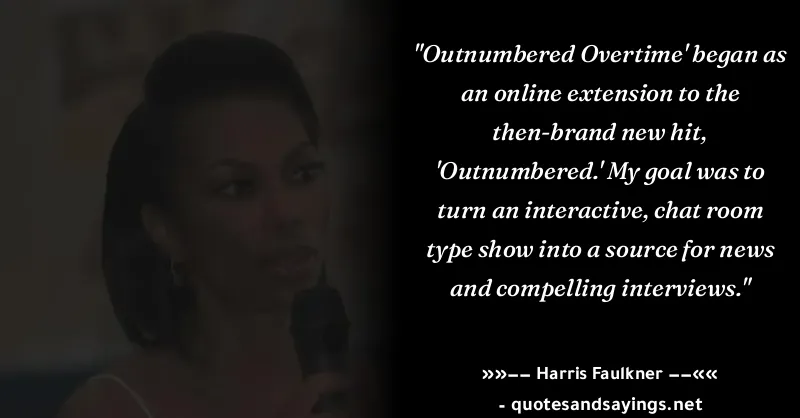 "Outnumbered Overtime' began as
an online extension to the
then-brand new hit,
'Outnumbered.' My goal was to
turn an interactive, chat room
type show into a source for news
and compelling interviews."
»»-- Harris Faulkner --««
- quotesandsayings.net